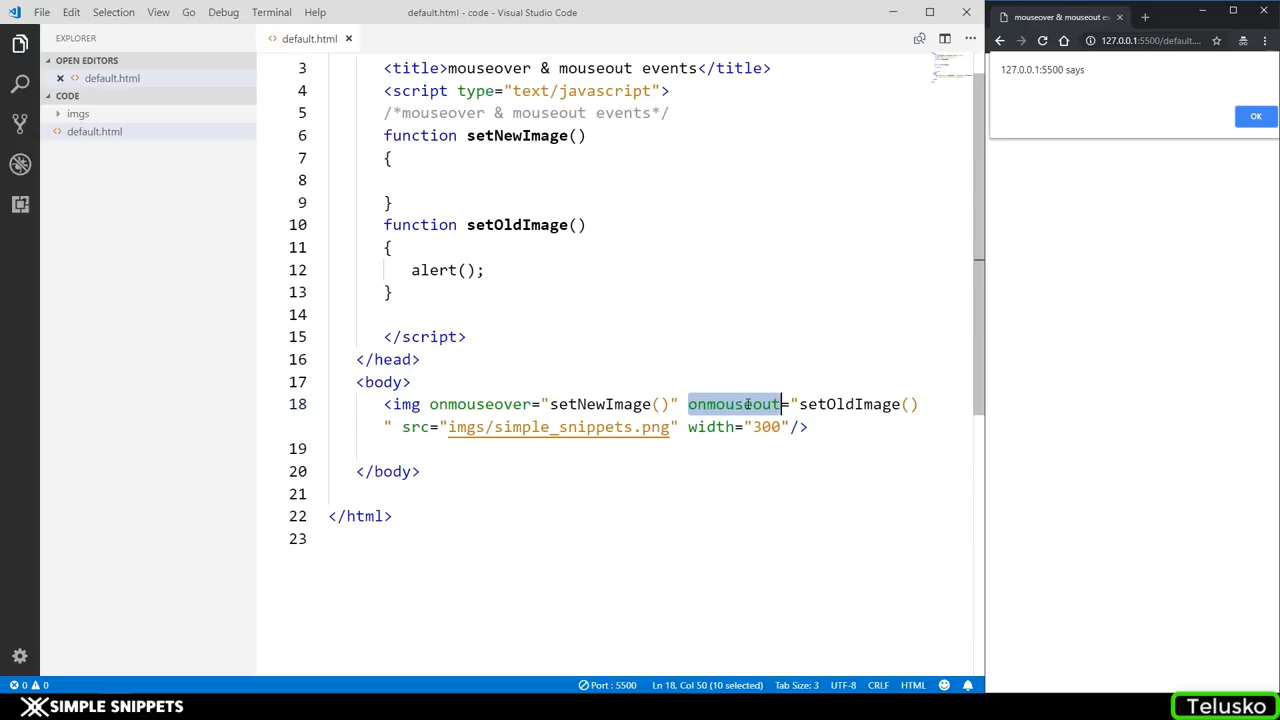 File Edit Selection View Go Debug Terminal Help default.html - code - Visual Studio Code
EXPLORER
OPEN EDITORS
default.html
CODE
imgs
default.html
default.html
3 <title>mouseover & mouseout events</title>
4 <script type="text/javascript">
5 /*mouseover & mouseout events*/
6 function setNewImage()
7 {
8
9 }
10 function setOldImage()
11 {
12 alert();
13 }
14
15 </script>
16 </head>
17 <body>
18 <img onmouseover="setNewImage()" onmouseout="setOldImage()
" src="imgs/simple_snippets.png" width="300"/>
19
20 </body>
21
22 </html>
23
mouseover & mouseout ev
127.0.0.1:5500/default....
127.0.0.1:5500 says
OK
0 0 Port : 5500 Ln 18, Col 50 (10 selected) Tab Size: 3 UTF-8 CRLF HTML
SIMPLE SNIPPETS
Telusko